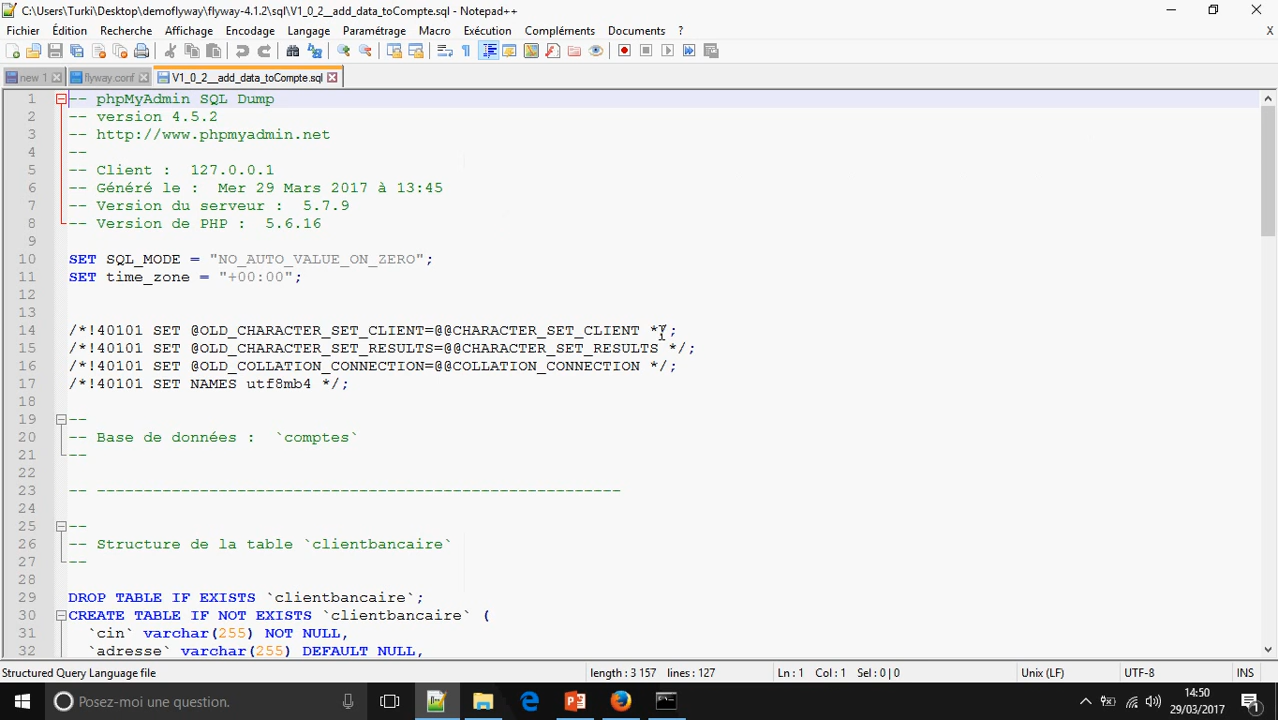 C:\Users\Turki\Desktop\demoflyway\flyway-4.1.2\sql\V1_0_2__add_data_toCompte.sql - Notepad++
Fichier Édition Recherche Affichage Encodage Langage Paramétrage Macro Exécution Compléments Documents ? X
new 1 flyway.conf V1_0_2__add_data_toCompte.sql
1 -- phpMyAdmin SQL Dump
2 -- version 4.5.2
3 -- http://www.phpmyadmin.net
4 --
5 -- Client :  127.0.0.1
6 -- Généré le :  Mer 29 Mars 2017 à 13:45
7 -- Version du serveur :  5.7.9
8 -- Version de PHP :  5.6.16
9
10 SET SQL_MODE = "NO_AUTO_VALUE_ON_ZERO";
11 SET time_zone = "+00:00";
12
13
14 /*!40101 SET @OLD_CHARACTER_SET_CLIENT=@@CHARACTER_SET_CLIENT */;
15 /*!40101 SET @OLD_CHARACTER_SET_RESULTS=@@CHARACTER_SET_RESULTS */;
16 /*!40101 SET @OLD_COLLATION_CONNECTION=@@COLLATION_CONNECTION */;
17 /*!40101 SET NAMES utf8mb4 */;
18
19 --
20 -- Base de données :  `comptes`
21 --
22
23 -- --------------------------------------------------------
24
25 --
26 -- Structure de la table `clientbancaire`
27 --
28
29 DROP TABLE IF EXISTS `clientbancaire`;
30 CREATE TABLE IF NOT EXISTS `clientbancaire` (
31 `cin` varchar(255) NOT NULL,
32 `adresse` varchar(255) DEFAULT NULL,
Structured Query Language file length : 3 157 lines : 127 Ln : 1 Col : 1 Sel : 0 | 0 Unix (LF) UTF-8 INS
Posez-moi une question. 14:50
29/03/2017